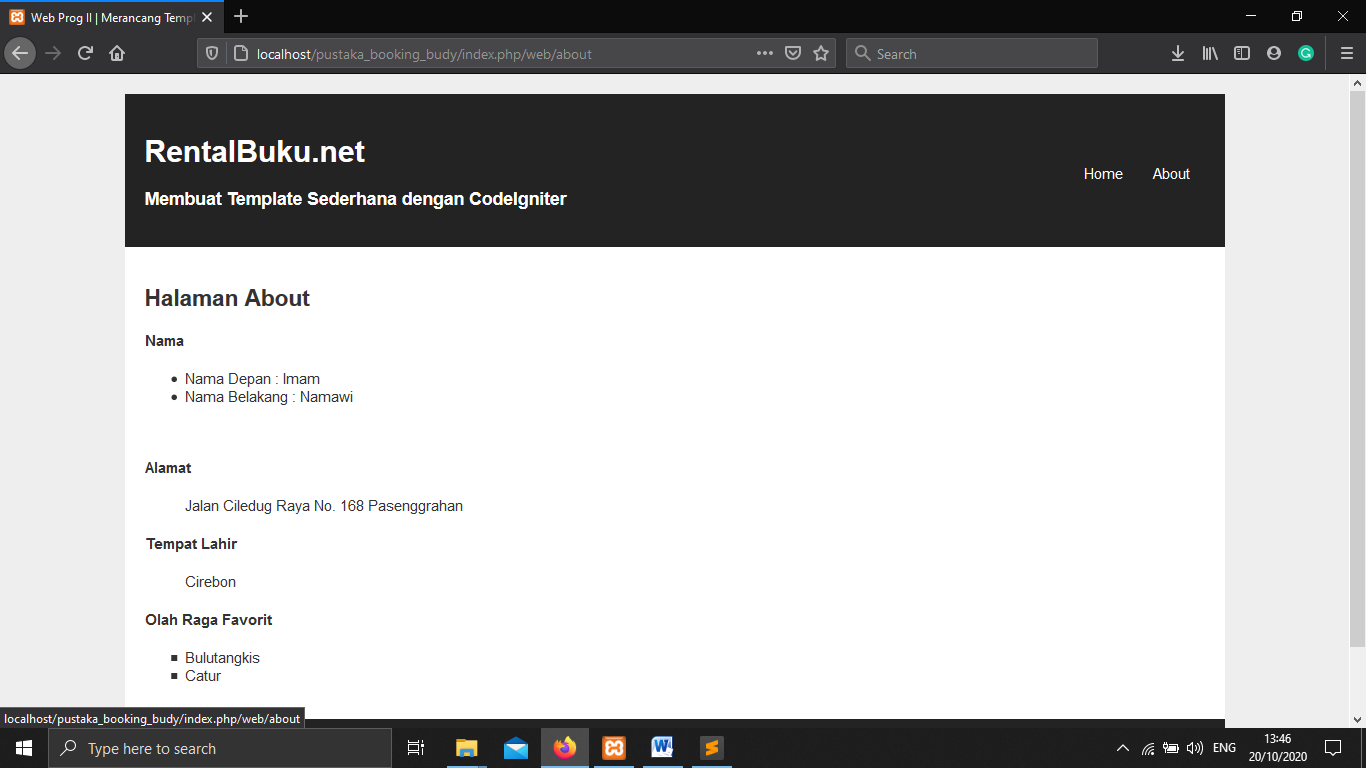 Web Prog II | Merancang Templ
localhost/pustaka_booking_budy/index.php/web/about
Search
RentalBuku.net
Membuat Template Sederhana dengan CodeIgniter
Home
About
Halaman About
Nama
Nama Depan : Imam
Nama Belakang : Namawi
Alamat
Jalan Ciledug Raya No. 168 Pasenggrahan
Tempat Lahir
Cirebon
Olah Raga Favorit
Bulutangkis
Catur
localhost/pustaka_booking_budy/index.php/web/about
Type here to search
ENG
13:46
20/10/2020